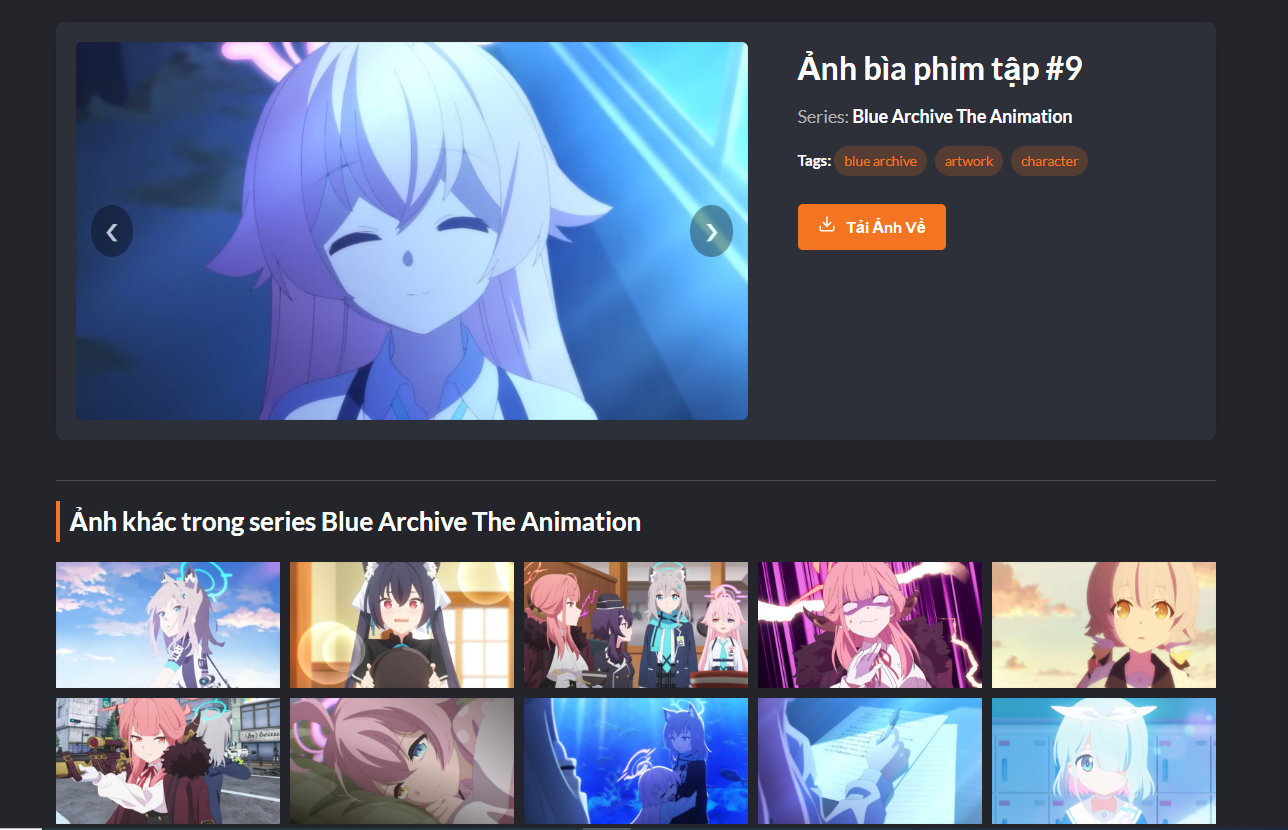 Ảnh bìa phim tập #9
Series: Blue Archive The Animation
Tags: blue archive artwork character
Tải Ảnh Về
Ảnh khác trong series Blue Archive The Animation